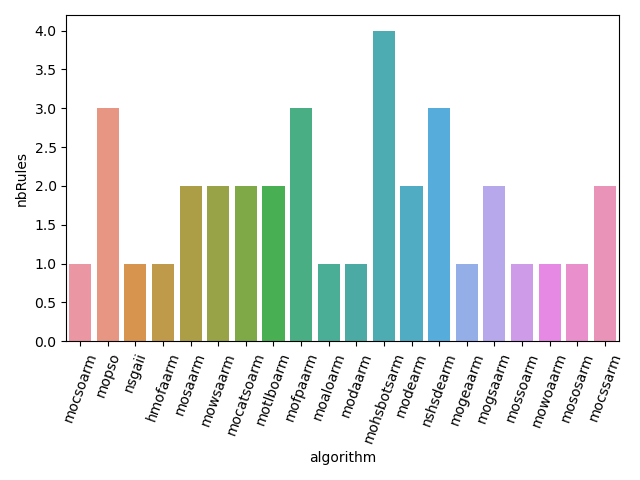 nbRules
4.0
3.5
3.0
2.5
2.0
1.5
1.0
0.5
0.0
mocsoarm
mopso
nsgaii
hmofaarm
mosaarm
mowsaarm
mocatsoarm
motlboarm
mofpaarm
moaloarm
modaarm
mohsbotsarm
modearm
nshsdearm
mogeaarm
mogsaarm
mossoarm
mowoaarm
mososarm
mocssarm
algorithm